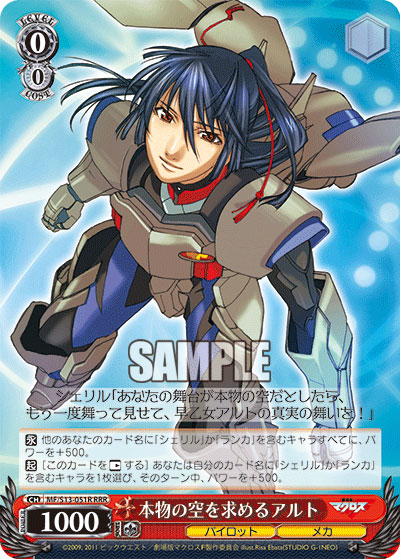 LEVEL
0
0
COST
SAMPLE
シェリル「あなたの舞台が本物の空だとしたら、
もう一度舞って見せて、早乙女アルトの真実の舞いを!」
永 他のあなたのカード名に「シェリル」か「ランカ」を含むキャラすべてに、パ
ワーを+500。
起 [このカードを する] あなたは自分のカード名に「シェリル」か「ランカ」
を含むキャラを1枚選び、そのターン中、パワーを+500。
CH MF/S13-051R RRR
POWER 1000
本物の空を求めるアルト
マクロス
パイロット メカ
©2009, 2011 ビックウエスト/劇場版マクロスF製作委員会 illust.Risa Ebata(STUDIO G-1NEO)